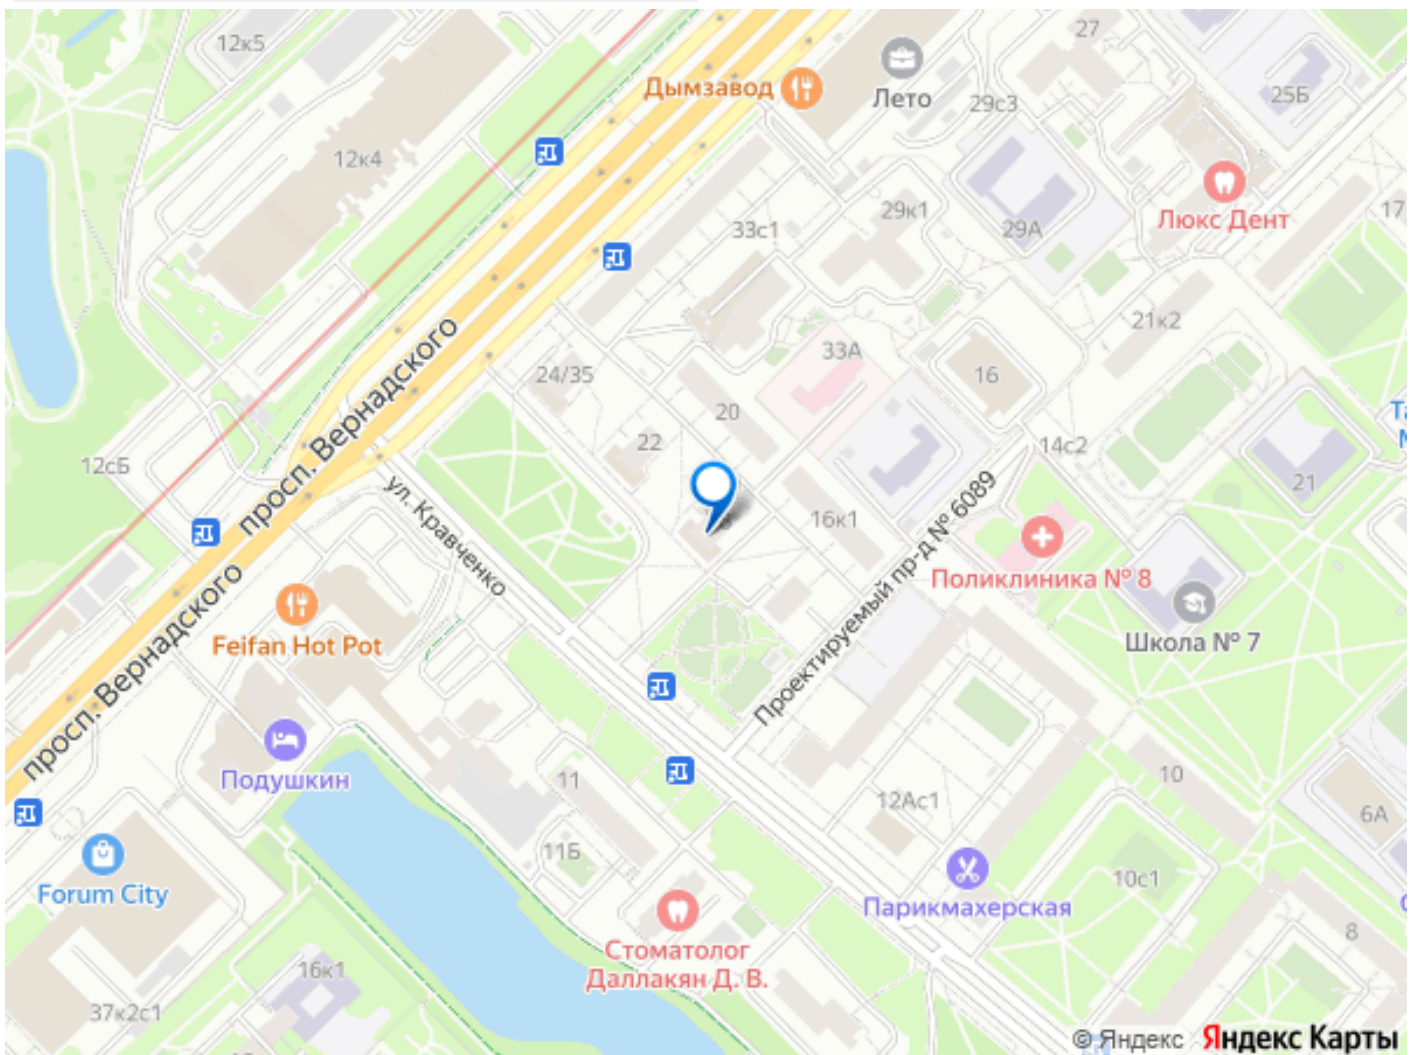 12к5
27
Дымзавод
Лето
29с3
25Б
12к4
Люкс Дент
17
29к1
33с1
29А
21к2
33А
24/35
16
20
просп. Вернадского
22
14с2
12сБ
21
ул. Кравченко
16к1
Проектируемый пр-д № 6089
Поликлиника № 8
Школа № 7
просп. Вернадского
Feifan Hot Pot
Подушкин
11
10
12Ас1
6А
11Б
10с1
Forum City
Парикмахерская
Стоматолог
Даллакян Д. В.
8
16к1
37к2с1
© Яндекс Яндекс Карты